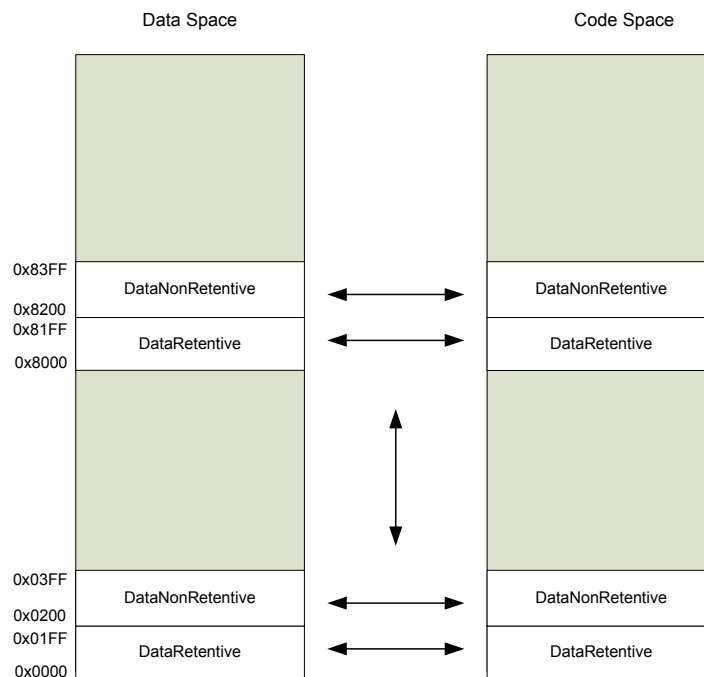 Data Space
Code Space
0x83FF
DataNonRetentive
DataNonRetentive
0x8200
0x81FF
DataRetentive
DataRetentive
0x8000
0x03FF
DataNonRetentive
DataNonRetentive
0x0200
0x01FF
DataRetentive
DataRetentive
0x0000